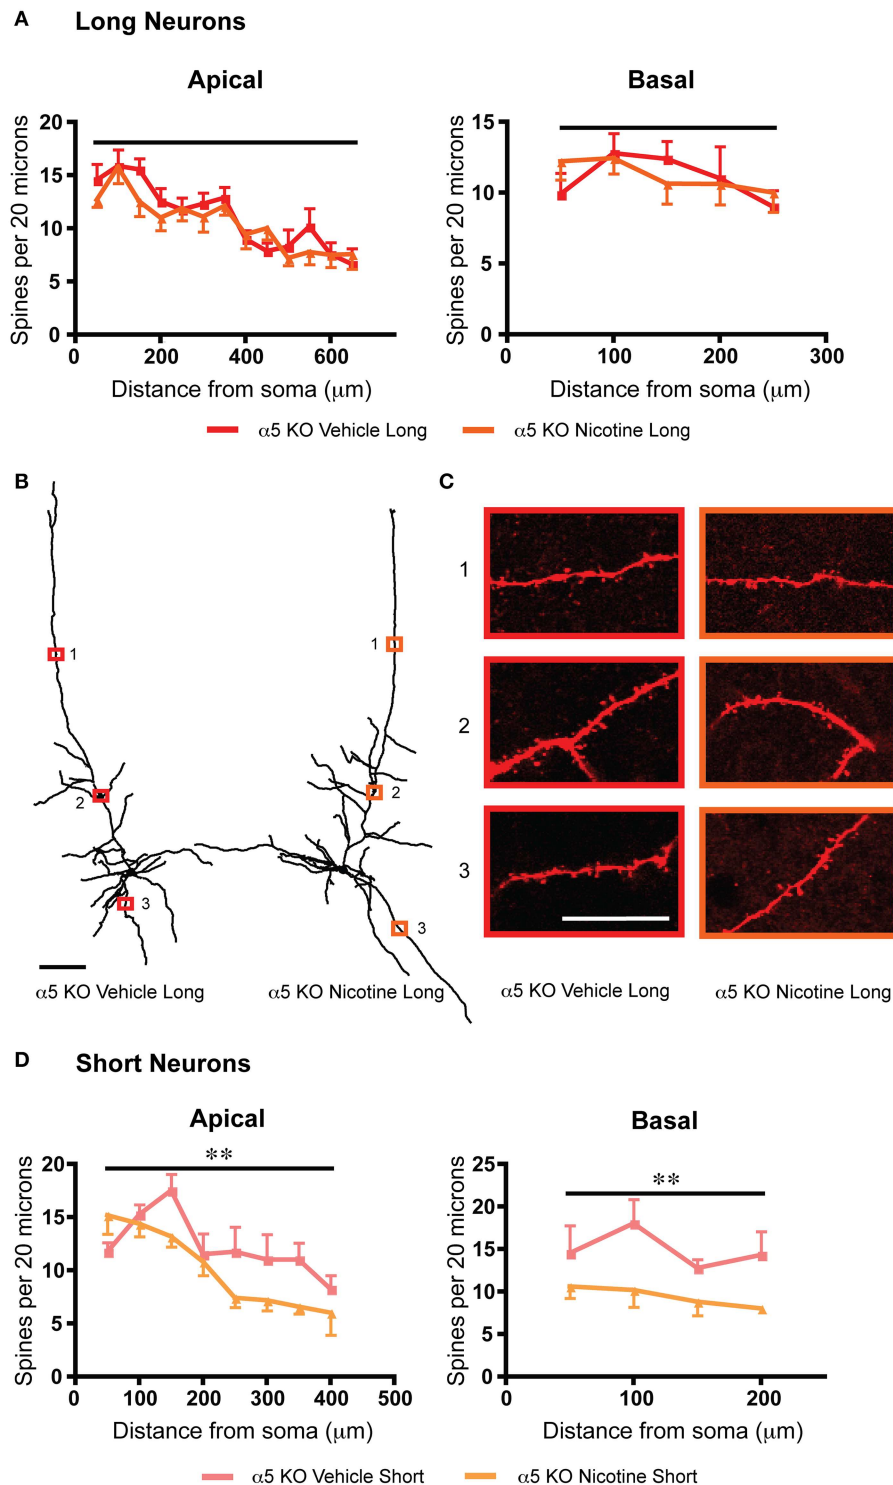 A Long Neurons
Apical
Basal
Spines per 20 microns
20
15
10
5
0
0 200 400 600
Distance from soma (μm)
Spines per 20 microns
15
10
5
0
0 100 200 300
Distance from soma (μm)
α5 KO Vehicle Long
α5 KO Nicotine Long
B
1
2
3
1
2
3
α5 KO Vehicle Long
α5 KO Nicotine Long
C
1
2
3
α5 KO Vehicle Long
α5 KO Nicotine Long
D Short Neurons
Apical
Basal
Spines per 20 microns
20
15
10
5
0
**
0 100 200 300 400 500
Distance from soma (μm)
Spines per 20 microns
25
20
15
10
5
0
**
0 100 200
Distance from soma (μm)
α5 KO Vehicle Short
α5 KO Nicotine Short